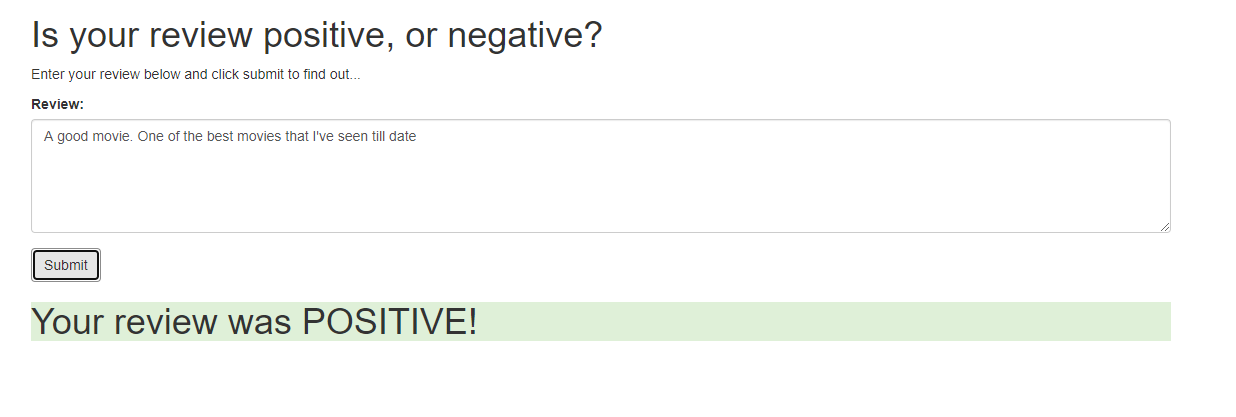 Is your review positive, or negative?
Enter your review below and click submit to find out...
Review:
A good movie. One of the best movies that I've seen till date
Submit
Your review was POSITIVE!